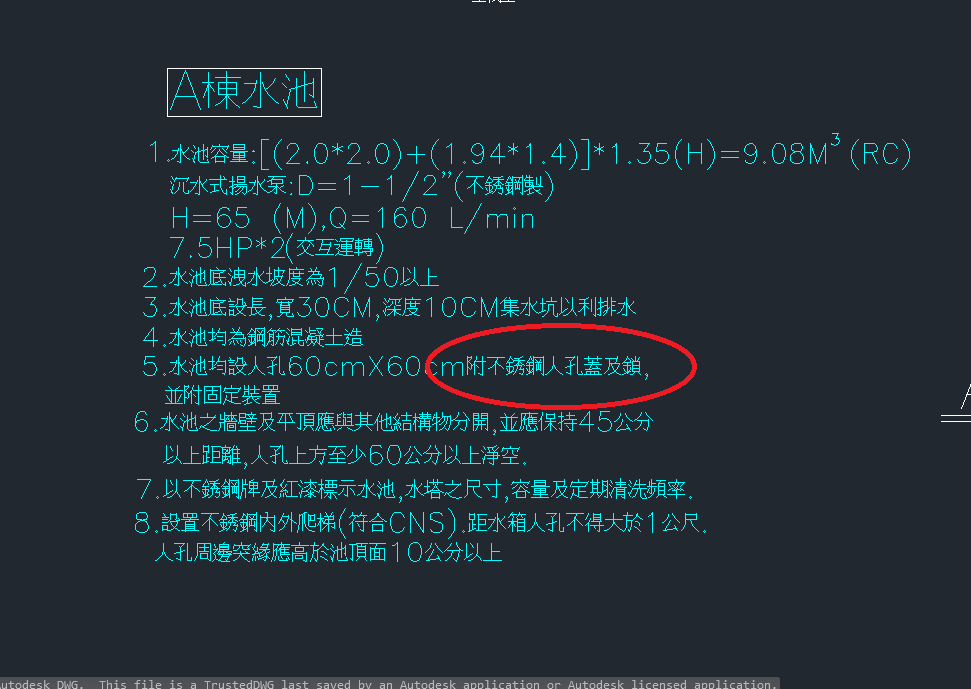 A棟水池
1.水池容量:[(2.0*2.0)+(1.94*1.4)]*1.35(H)=9.08M³(RC)
沉水式揚水泵:D=1-1/2"(不銹鋼製)
H=65 (M),Q=160 L/min
7.5HP*2(交互運轉)
2.水池底洩水坡度為1/50以上
3.水池底設長,寬30CM,深度10CM集水坑以利排水
4.水池均為鋼筋混凝土造
5.水池均設人孔60cmX60cm附不銹鋼人孔蓋及鎖,
並附固定裝置
6.水池之牆壁及平頂應與其他結構物分開,並應保持45公分
以上距離,人孔上方至少60公分以上淨空.
7.以不銹鋼牌及紅漆標示水池,水塔之尺寸,容量及定期清洗頻率.
8.設置不銹鋼內外爬梯(符合CNS).距水箱人孔不得大於1公尺.
人孔周邊突緣應高於池頂面10公分以上
utodesk DWG. This file is a TrustedDWG last saved by an Autodesk application or Autodesk licensed application.